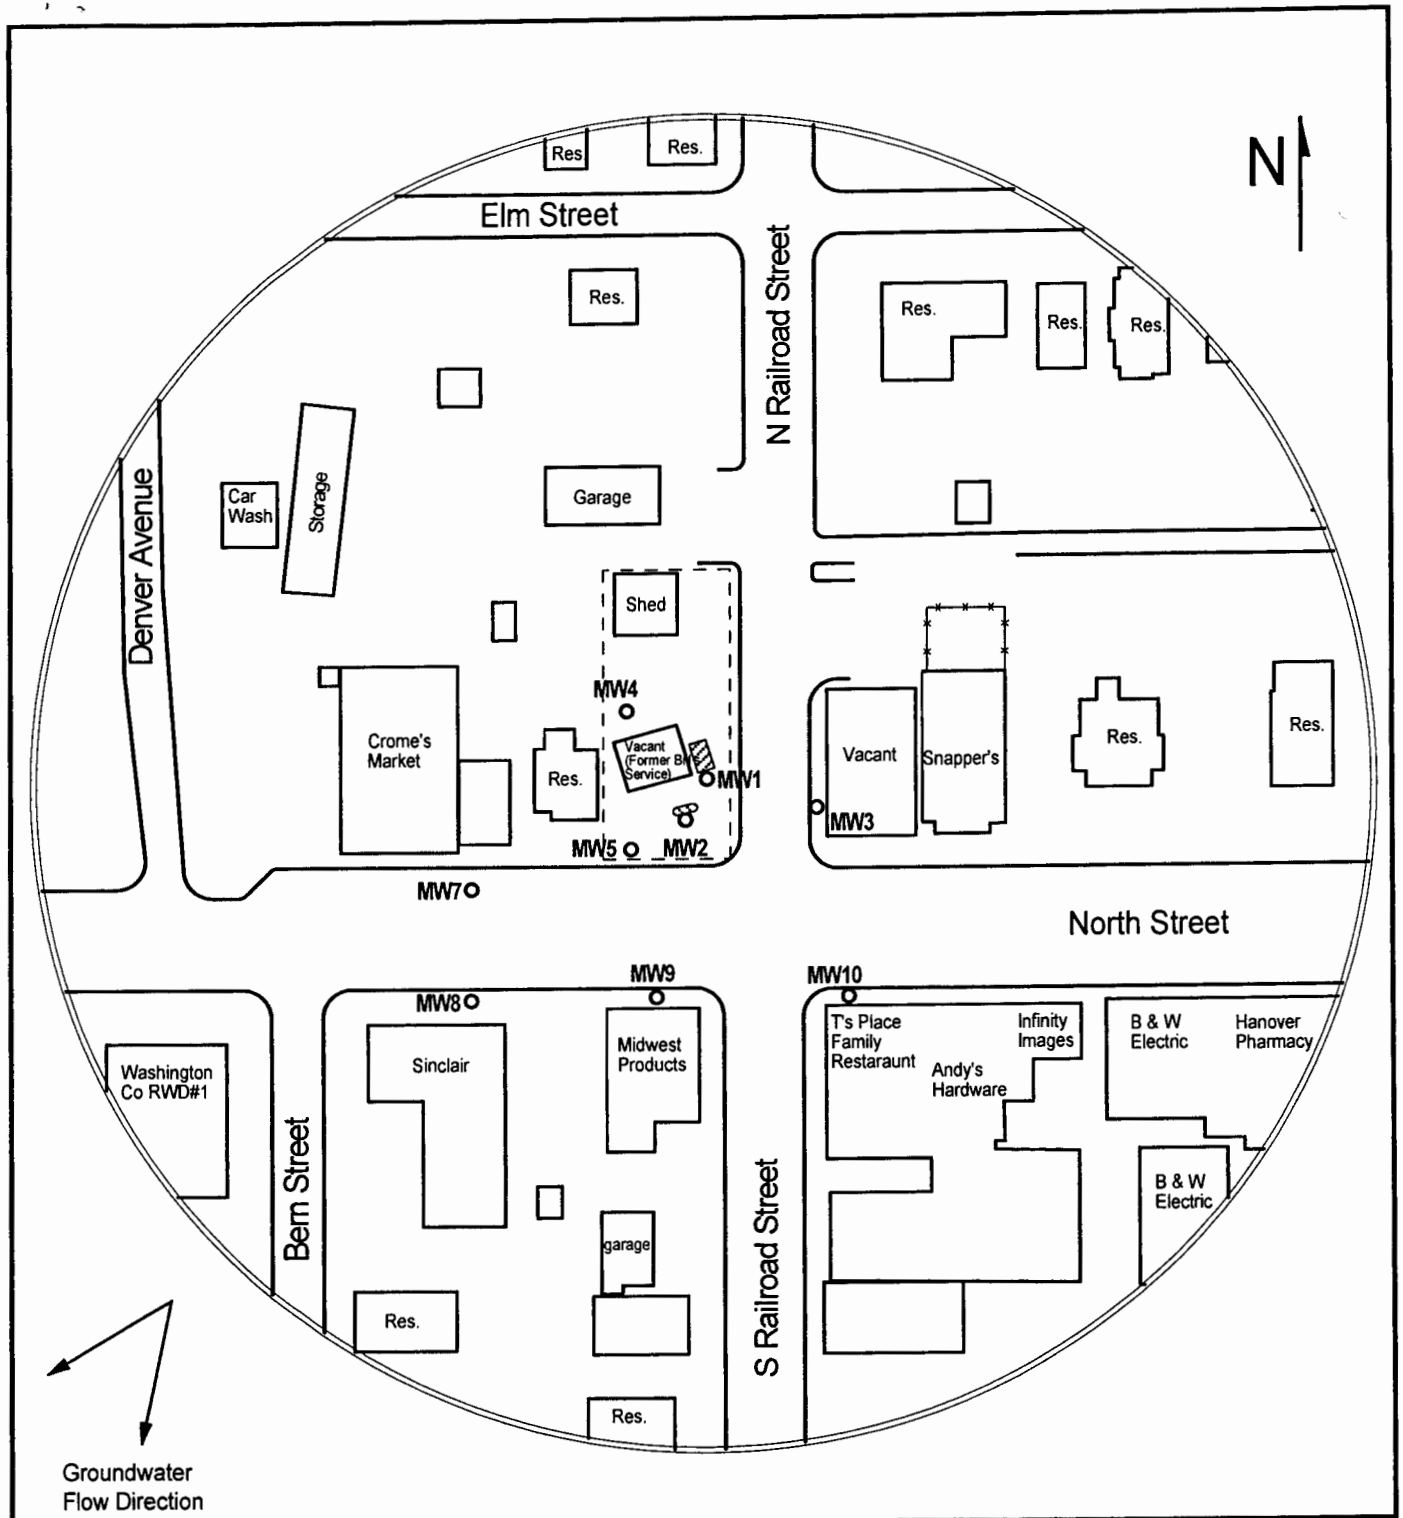 Res.
Res.
N
Elm Street
N Railroad Street
Res.
Res.
Res.
Res.
Denver Avenue
Car
Wash
Storage
Garage
Shed
MW4
Crome's
Market
Res.
Vacant
(Former
Service)
MW1
Vacant
Snapper's
Res.
Res.
MW3
MW5
MW2
MW7
North Street
MW9
MW10
MW8
T's Place
Family
Restaraunt
Infinity
Images
B & W
Electric
Hanover
Pharmacy
Washington
Co RWD#1
Sinclair
Midwest
Products
Andy's
Hardware
Bern Street
S Railroad Street
B & W
Electric
garage
Res.
Res.
Groundwater
Flow Direction